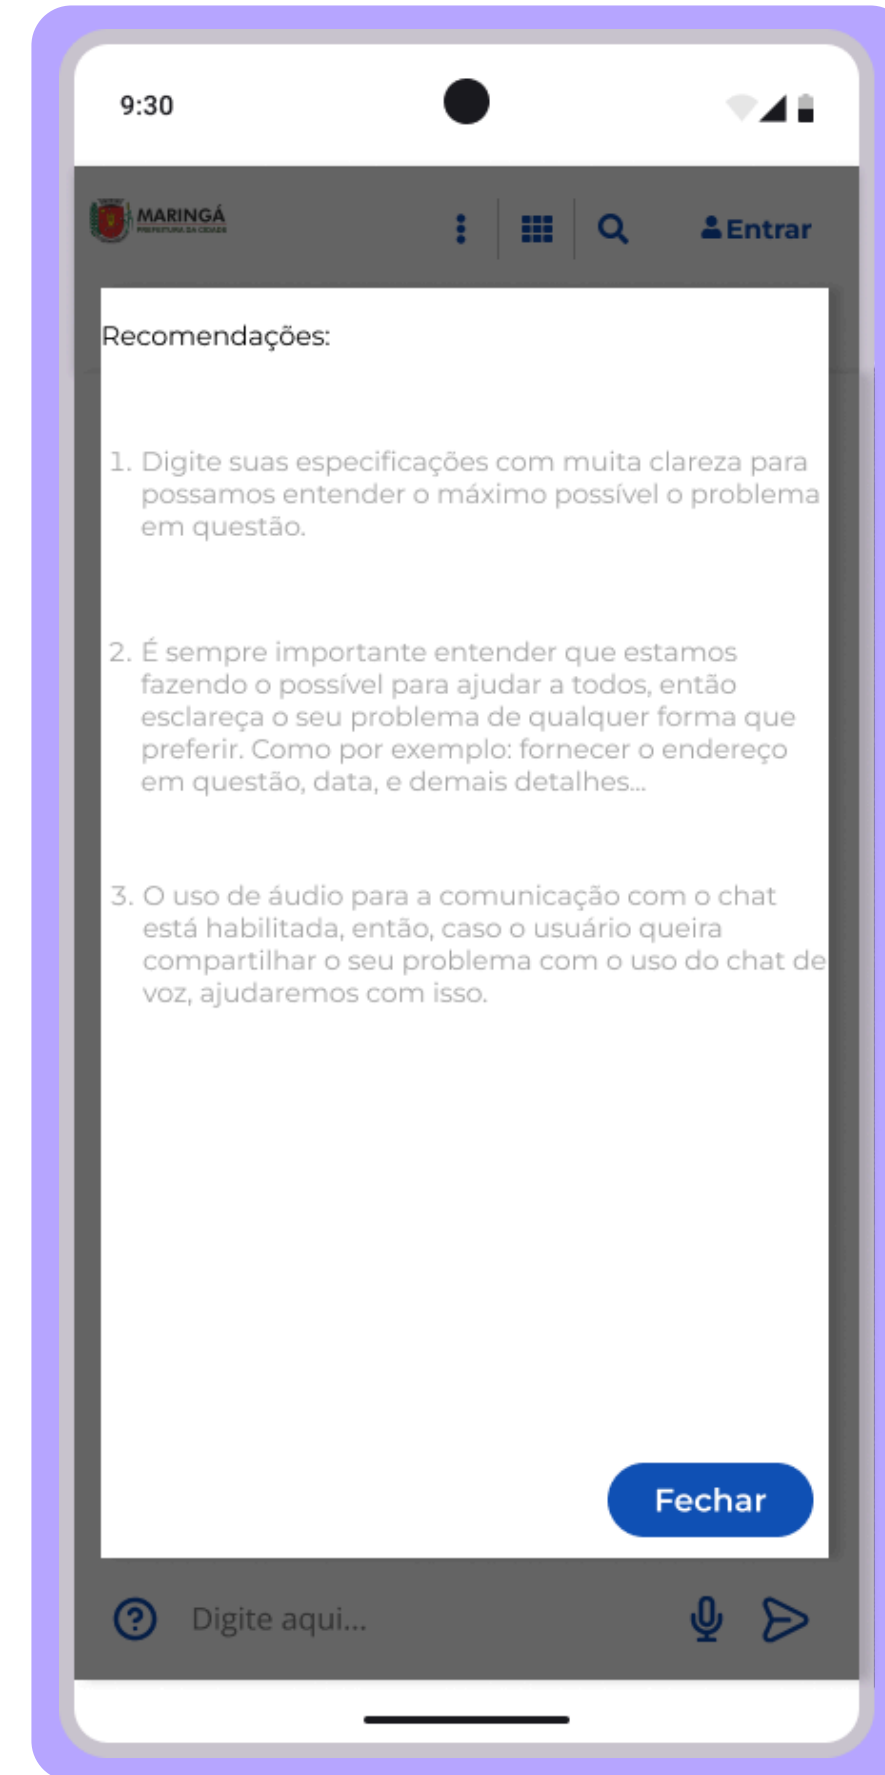 9:30
MARINGÁ
PREFEITURA DA CIDADE
Entrar
Recomendações:
1. Digite suas especificações com muita clareza para
possamos entender o máximo possível o problema
em questão.
2. É sempre importante entender que estamos
fazendo o possível para ajudar a todos, então
esclareça o seu problema de qualquer forma que
preferir. Como por exemplo: fornecer o endereço
em questão, data, e demais detalhes...
3. O uso de áudio para a comunicação com o chat
está habilitada, então, caso o usuário queira
compartilhar o seu problema com o uso do chat de
voz, ajudaremos com isso.
Fechar
Digite aqui...